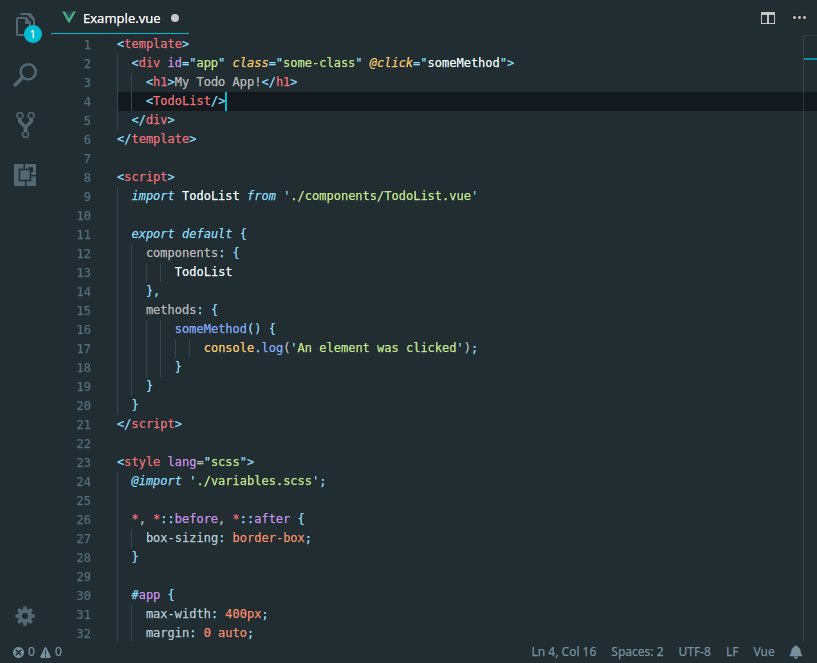 Example.vue
1
1 <template>
2 <div id="app" class="some-class" @click="someMethod">
3 <h1>My Todo App!</h1>
4 <TodoList/>
5 </div>
6 </template>
7
8 <script>
9 import TodoList from './components/TodoList.vue'
10
11 export default {
12 components: {
13 TodoList
14 },
15 methods: {
16 someMethod() {
17 console.log('An element was clicked');
18 }
19 }
20 }
21 </script>
22
23 <style lang="scss">
24 @import './variables.scss';
25
26 *, *::before, *::after {
27 box-sizing: border-box;
28 }
29
30 #app {
31 max-width: 400px;
32 margin: 0 auto;
0 0 Ln 4, Col 16 Spaces: 2 UTF-8 LF Vue